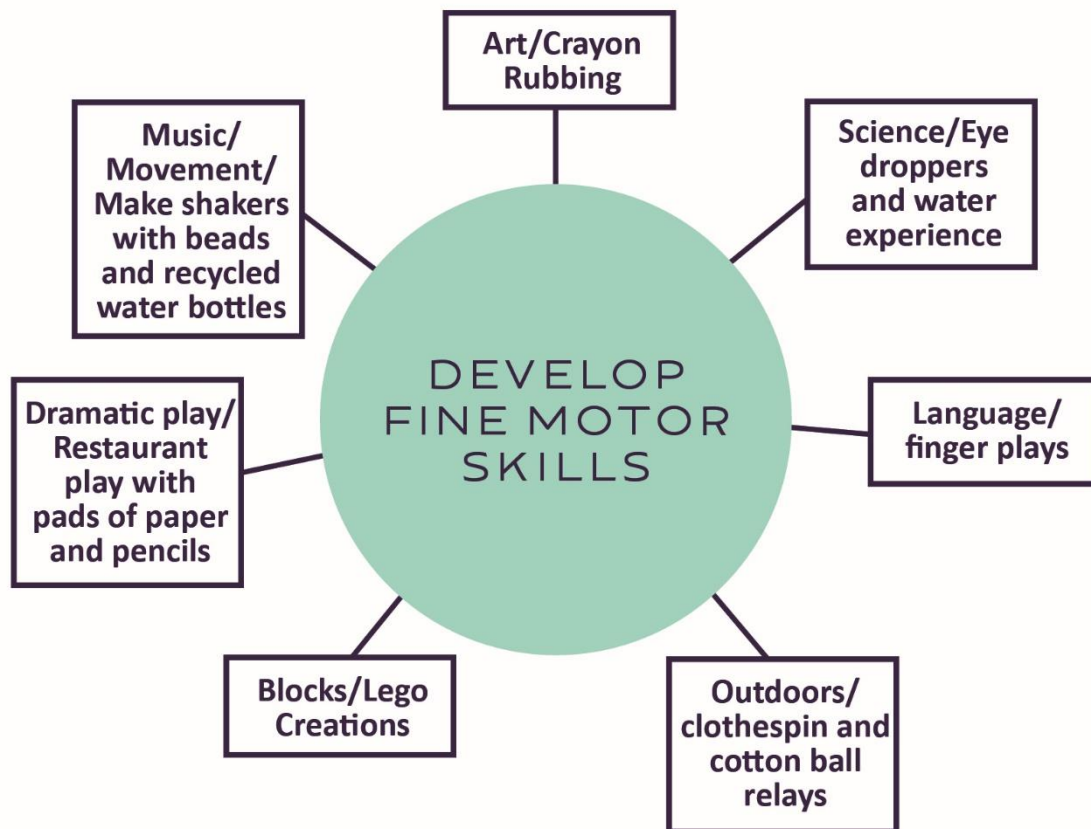 Art/Crayon
Rubbing
Science/Eye
droppers
and water
experience
Language/
finger plays
Outdoors/
clothespin and
cotton ball
relays
Blocks/Lego
Creations
Dramatic play/
Restaurant
play with
pads of paper
and pencils
Music/
Movement/
Make shakers
with beads
and recycled
water bottles
DEVELOP
FINE MOTOR
SKILLS